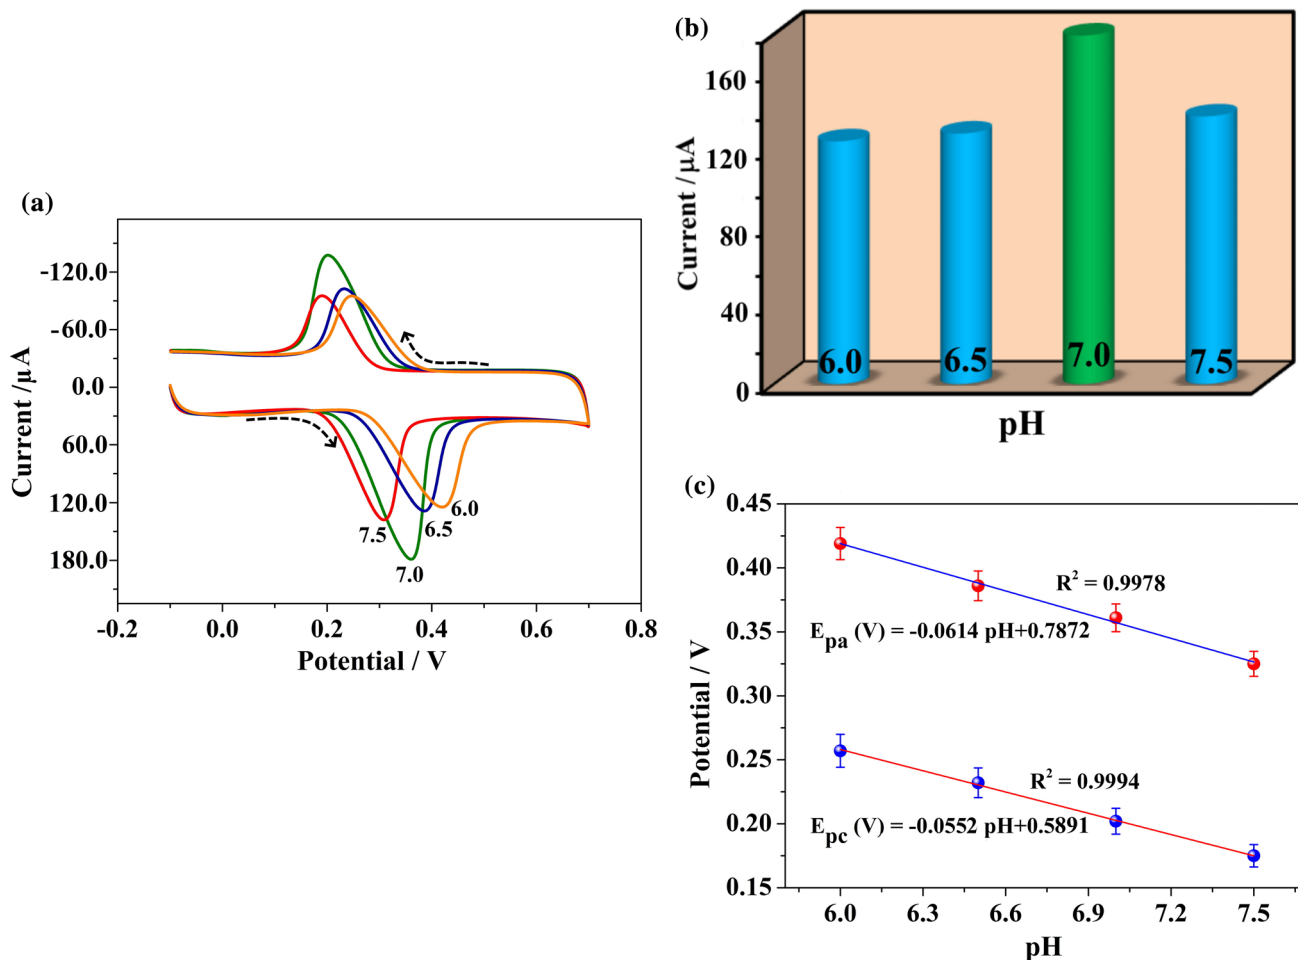 (a)
-120.0
-60.0
0.0
60.0
120.0
180.0
Current /μA
-0.2
0.0
0.2
0.4
0.6
0.8
Potential / V
7.5
7.0
6.5
6.0
(b)
160
120
80
40
0
Current /μA
6.0
6.5
7.0
7.5
pH
(c)
0.45
0.40
0.35
0.30
0.25
0.20
0.15
Potential / V
R² = 0.9978
Epa (V) = -0.0614 pH+0.7872
R² = 0.9994
Epc (V) = -0.0552 pH+0.5891
6.0
6.3
6.6
6.9
7.2
7.5
pH